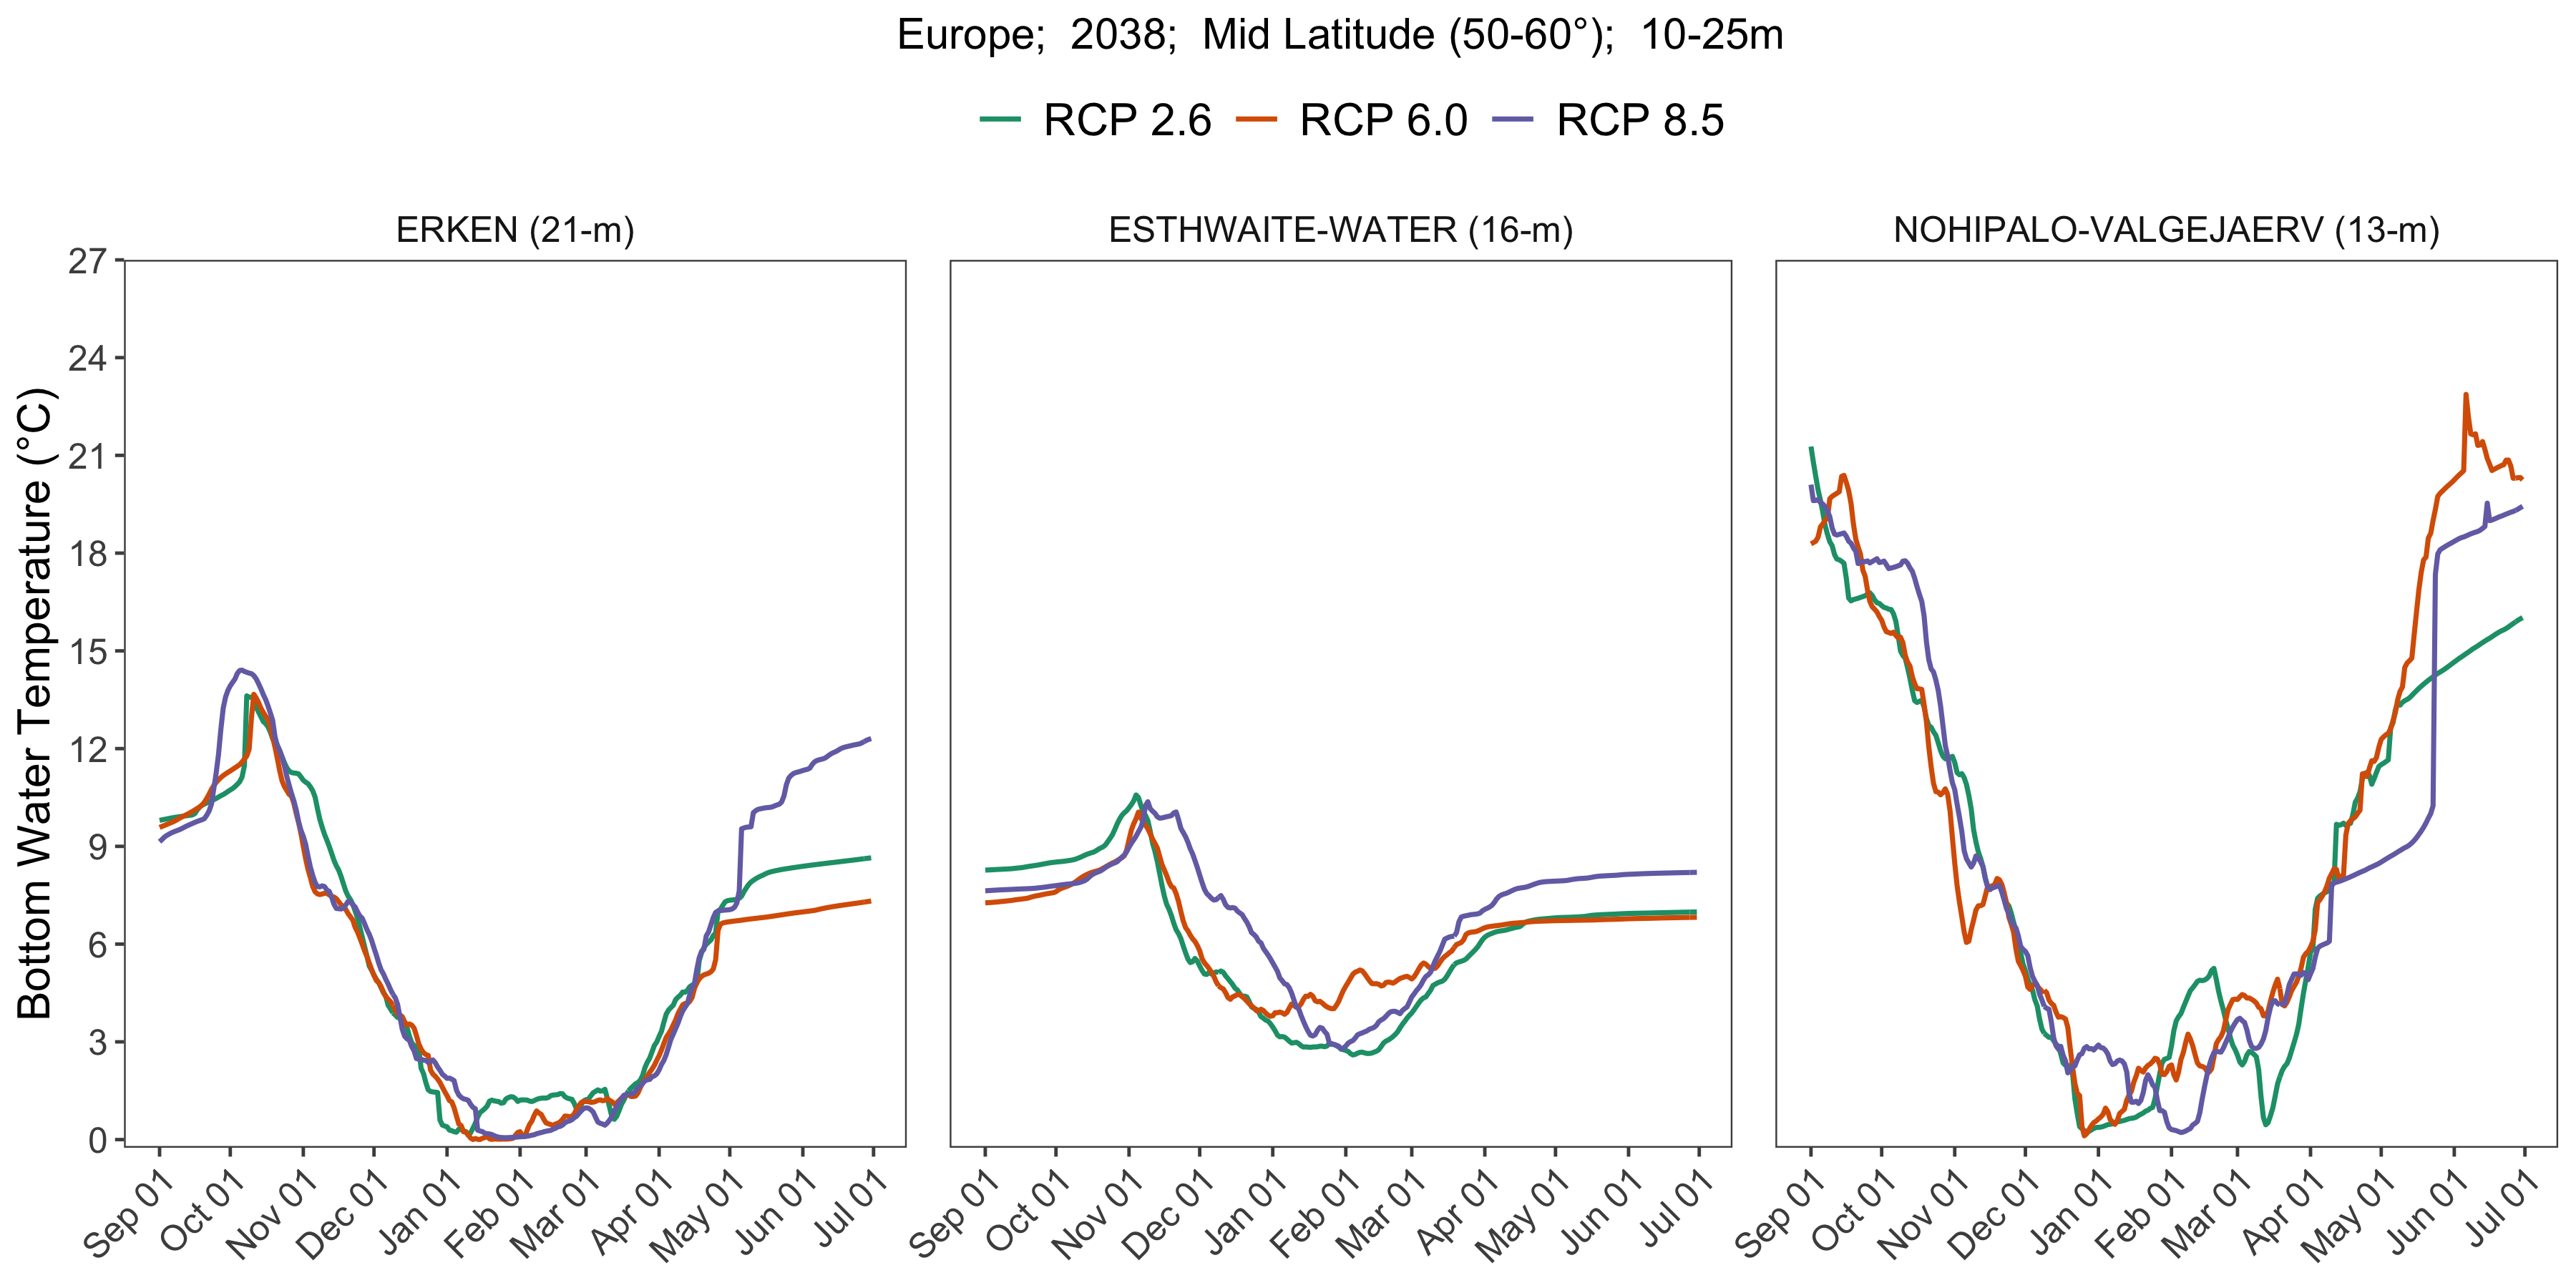 Europe;  2038;  Mid Latitude (50-60°);  10-25m
RCP 2.6 RCP 6.0 RCP 8.5
ERKEN (21-m) ESTHWAITE-WATER (16-m) NOHIPALO-VALGEJAERV (13-m)
Bottom Water Temperature (°C)
27
24
21
18
15
12
9
6
3
0
Sep 01 Oct 01 Nov 01 Dec 01 Jan 01 Feb 01 Mar 01 Apr 01 May 01 Jun 01 Jul 01 Sep 01 Oct 01 Nov 01 Dec 01 Jan 01 Feb 01 Mar 01 Apr 01 May 01 Jun 01 Jul 01 Sep 01 Oct 01 Nov 01 Dec 01 Jan 01 Feb 01 Mar 01 Apr 01 May 01 Jun 01 Jul 01